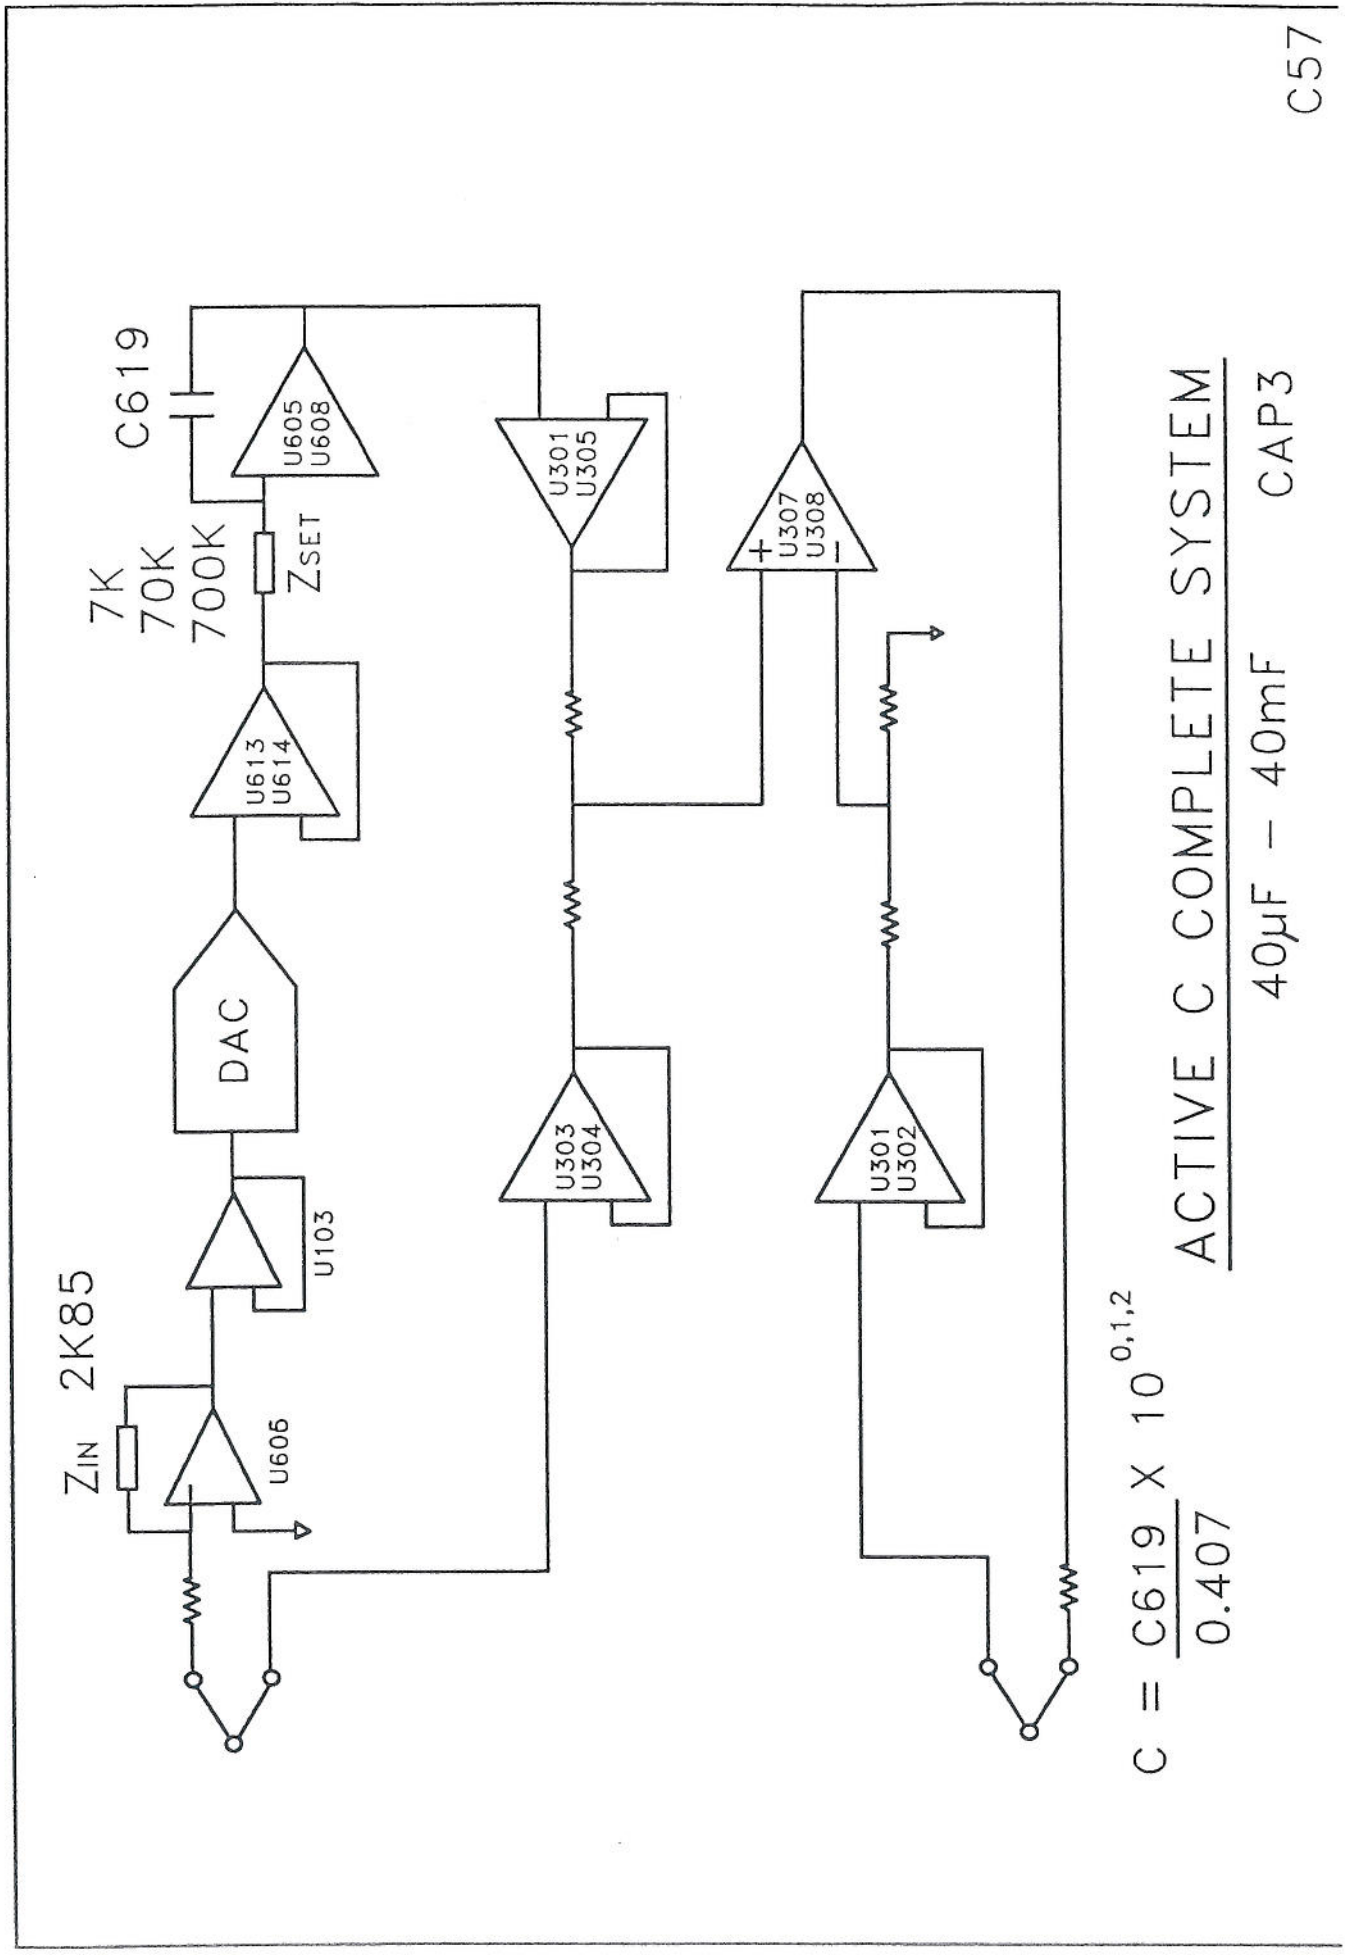 ZIN 2K85
U606
U103
DAC
U613
U614
7K
70K
700K
ZSET
C619
U605
U608
U303
U304
U301
U305
U301
U302
+
U307
U308
−
C = C619 X 10 0,1,2
0.407
ACTIVE C COMPLETE SYSTEM
40µF − 40mF CAP3
C57